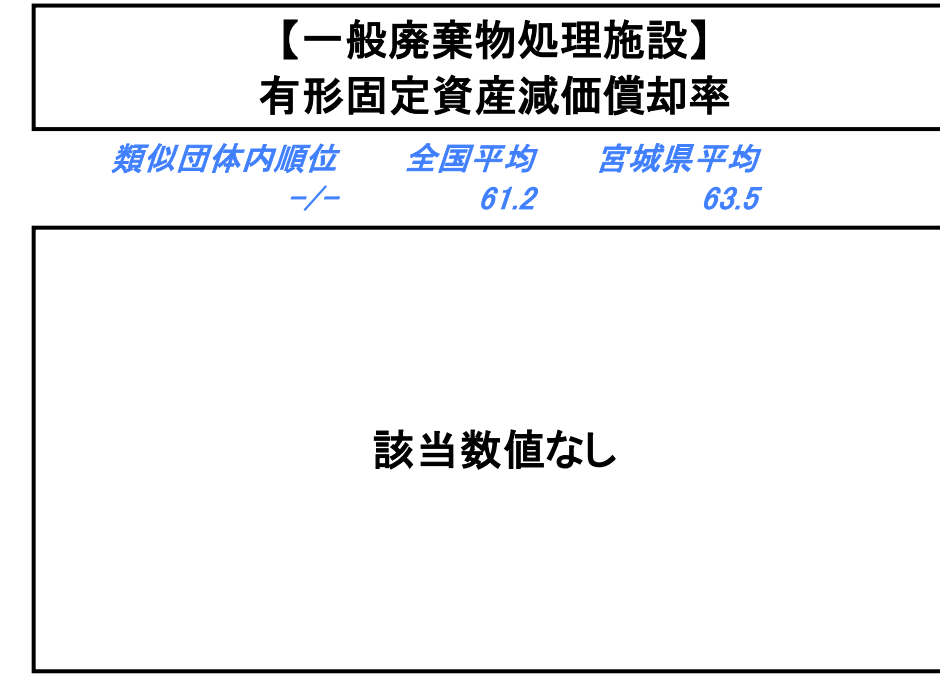 【一般廃棄物処理施設】
有形固定資産減価償却率
類似団体内順位 全国平均 宮城県平均
-/- 61.2 63.5
該当数値なし